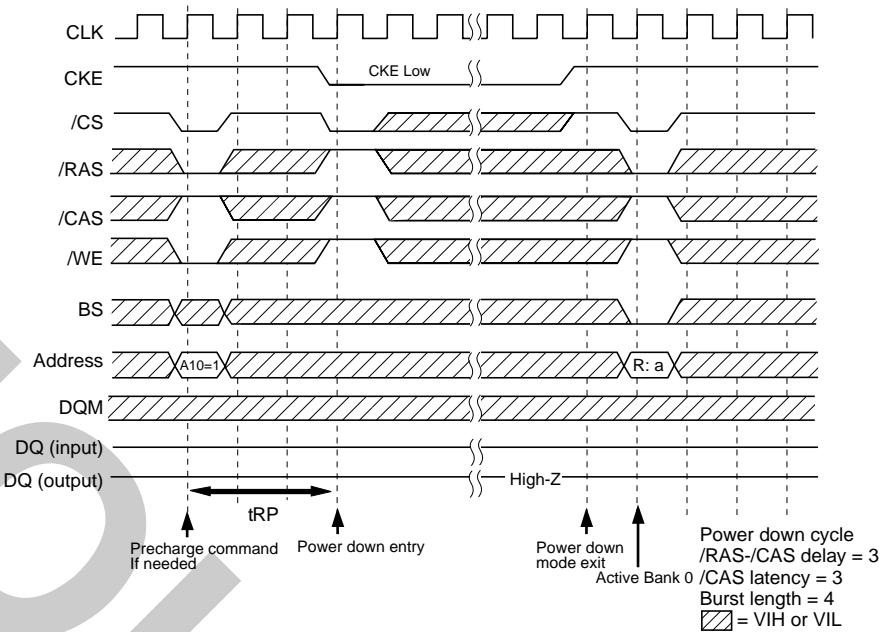 CLK
CKE
CKE Low
/CS
/RAS
/CAS
/WE
BS
Address
A10=1
R: a
DQM
DQ (input)
DQ (output)
High-Z
tRP
Precharge command
If needed
Power down entry
Power down
mode exit
Active Bank 0
Power down cycle
/RAS-/CAS delay = 3
/CAS latency = 3
Burst length = 4
= VIH or VIL